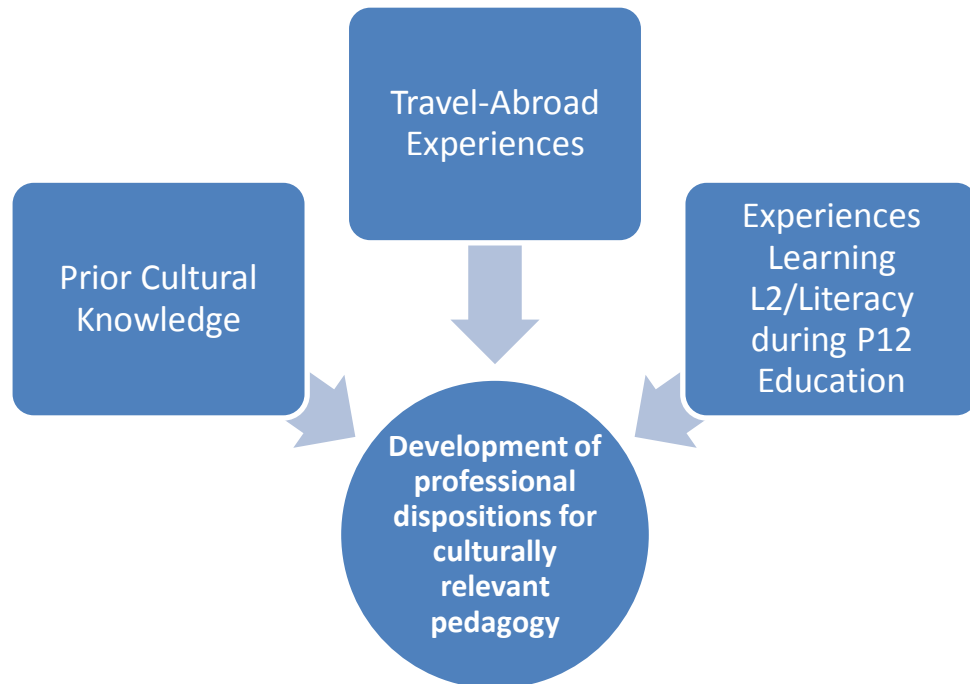 Travel-Abroad
Experiences
Prior Cultural
Knowledge
Experiences
Learning
L2/Literacy
during P12
Education
Development of
professional
dispositions for
culturally
relevant
pedagogy